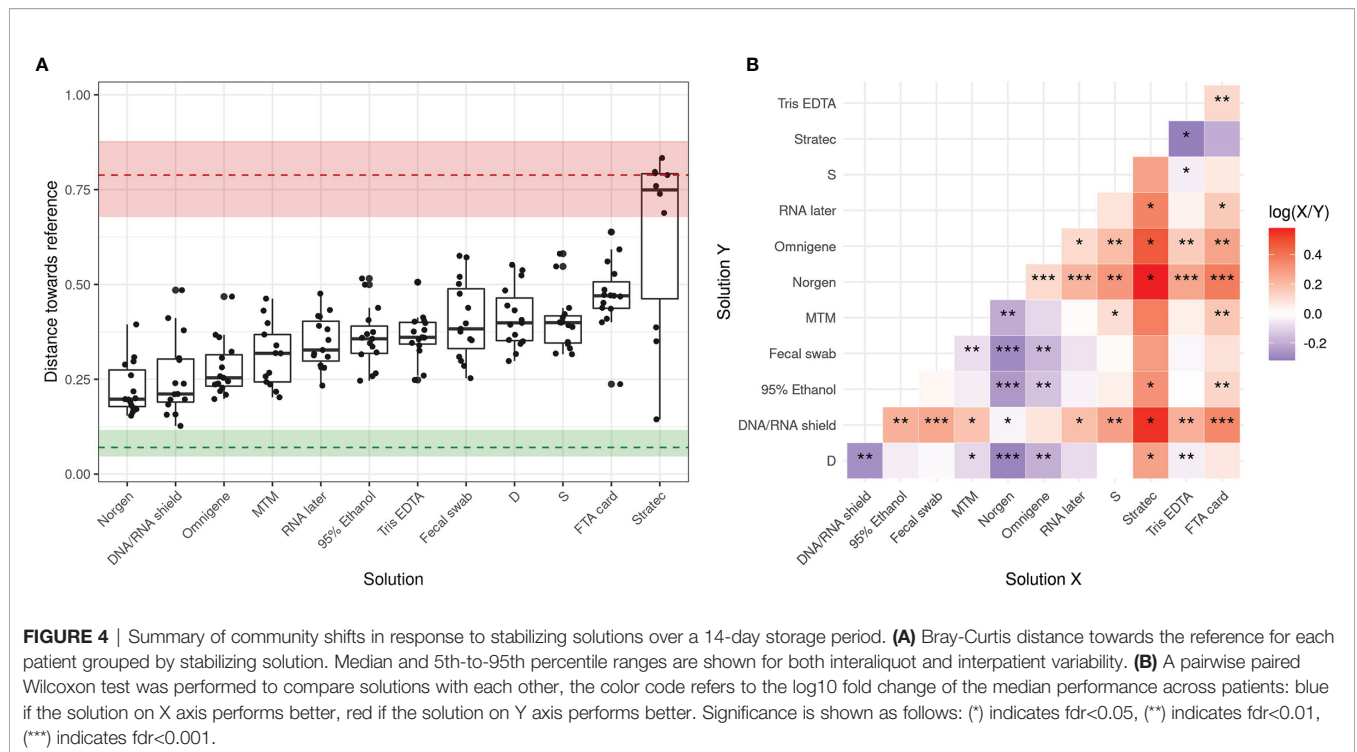 A
1.00
0.75
0.50
0.25
0.00
Distance towards reference
Norgen
DNA/RNA shield
Omnigene
MTM
RNA later
95% Ethanol
Tris EDTA
Fecal swab
D
S
FTA card
Stratec
Solution
B
Solution Y
Tris EDTA **
Stratec *
S *
RNA later * *
Omnigene * ** * ** **
Norgen *** *** ** * *** ***
MTM ** * **
Fecal swab ** *** **
95% Ethanol *** ** * **
DNA/RNA shield ** *** * * * ** * ** ***
D ** * *** ** * **
DNA/RNA shield
95% Ethanol
Fecal swab
MTM
Norgen
Omnigene
RNA later
S
Stratec
Tris EDTA
FTA card
Solution X
log(X/Y)
0.4
0.2
0.0
-0.2
FIGURE 4 | Summary of community shifts in response to stabilizing solutions over a 14-day storage period. (A) Bray-Curtis distance towards the reference for each
patient grouped by stabilizing solution. Median and 5th-to-95th percentile ranges are shown for both interaliquot and interpatient variability. (B) A pairwise paired
Wilcoxon test was performed to compare solutions with each other, the color code refers to the log10 fold change of the median performance across patients: blue
if the solution on X axis performs better, red if the solution on Y axis performs better. Significance is shown as follows: (*) indicates fdr<0.05, (**) indicates fdr<0.01,
(***) indicates fdr<0.001.